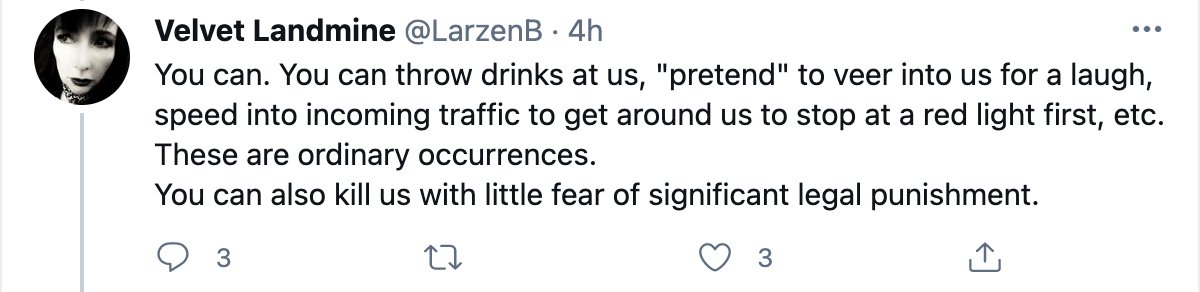 Velvet Landmine @LarzenB · 4h
You can. You can throw drinks at us, "pretend" to veer into us for a laugh,
speed into incoming traffic to get around us to stop at a red light first, etc.
These are ordinary occurrences.
You can also kill us with little fear of significant legal punishment.
3 3